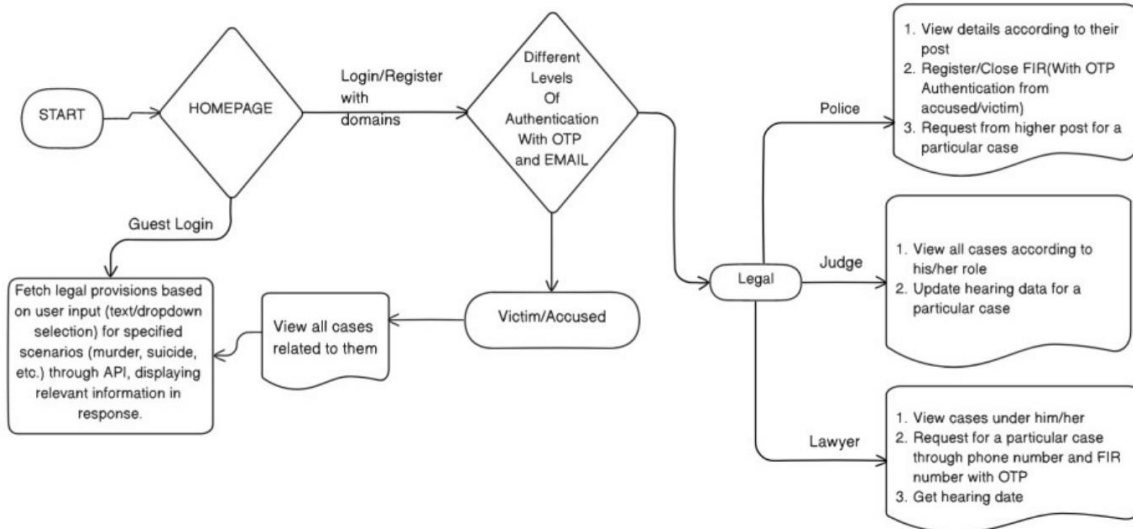 START
HOMEPAGE
Login/Register
with
domains
Different
Levels
Of
Authentication
With OTP
and EMAIL
Guest Login
Fetch legal provisions based
on user input (text/dropdown
selection) for specified
scenarios (murder, suicide,
etc.) through API, displaying
relevant information in
response.
View all cases
related to them
Victim/Accused
Legal
Police
1. View details according to their
post
2. Register/Close FIR(With OTP
Authentication from
accused/victim)
3. Request from higher post for a
particular case
Judge
1. View all cases according to
his/her role
2. Update hearing data for a
particular case
Lawyer
1. View cases under him/her
2. Request for a particular case
through phone number and FIR
number with OTP
3. Get hearing date